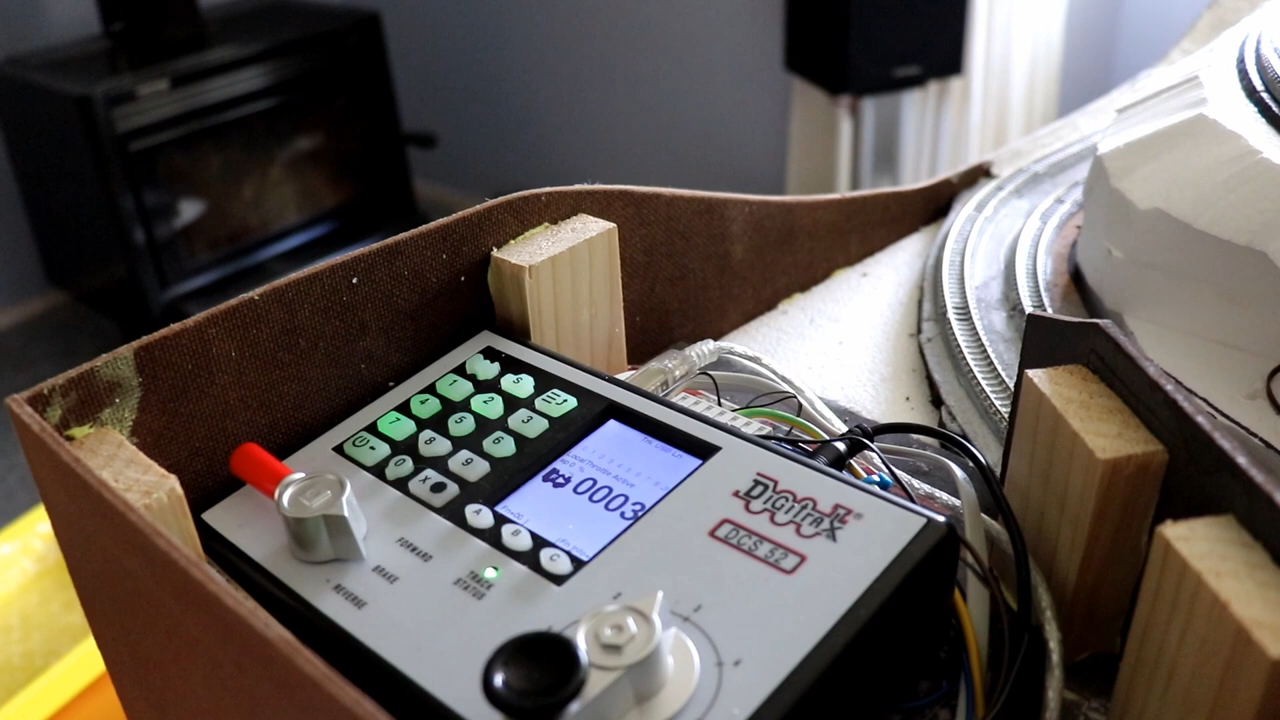 S
1
2
3
4
5
6
7
8
9
0
X
A
B
C
Local Throttle Active
0003
Digitrax®
DCS 52
FORWARD
BRAKE
REVERSE
TRACK
STATUS